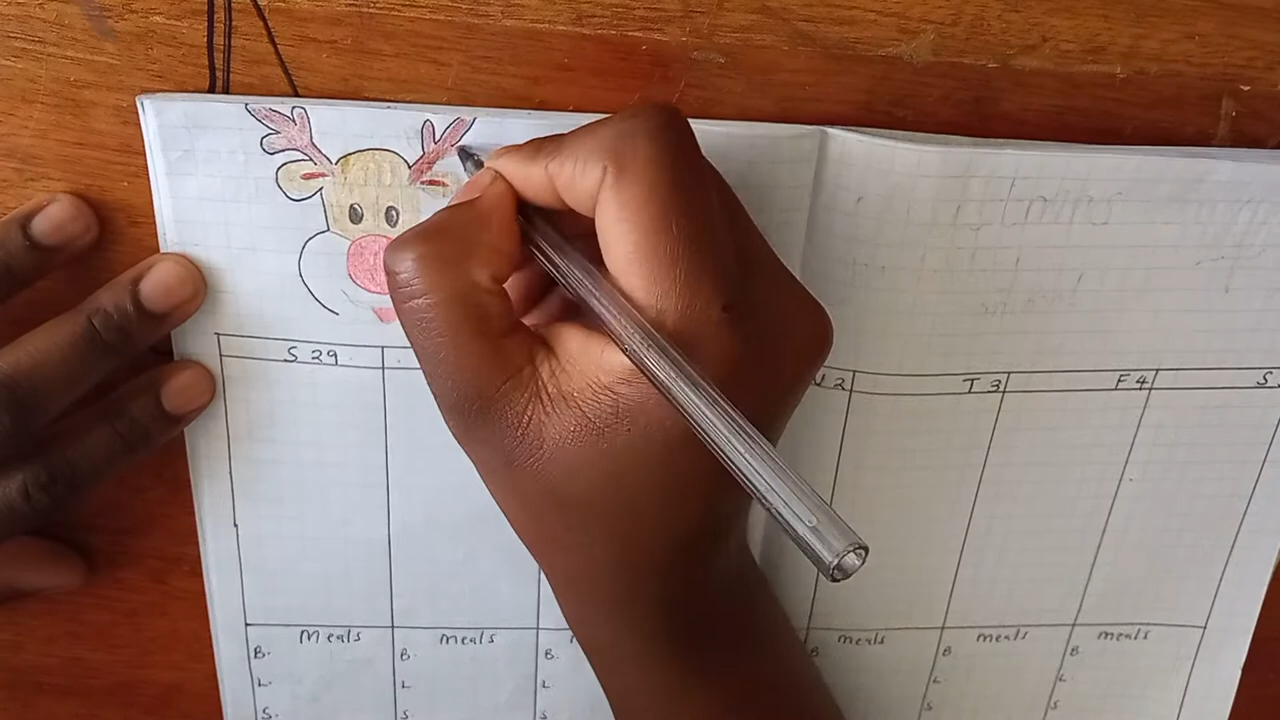 S 29 W 2 T 3 F 4 S
Meals meals meals meals meals
B. B. B. B B
L. L L. L. L.
S. S. S S S